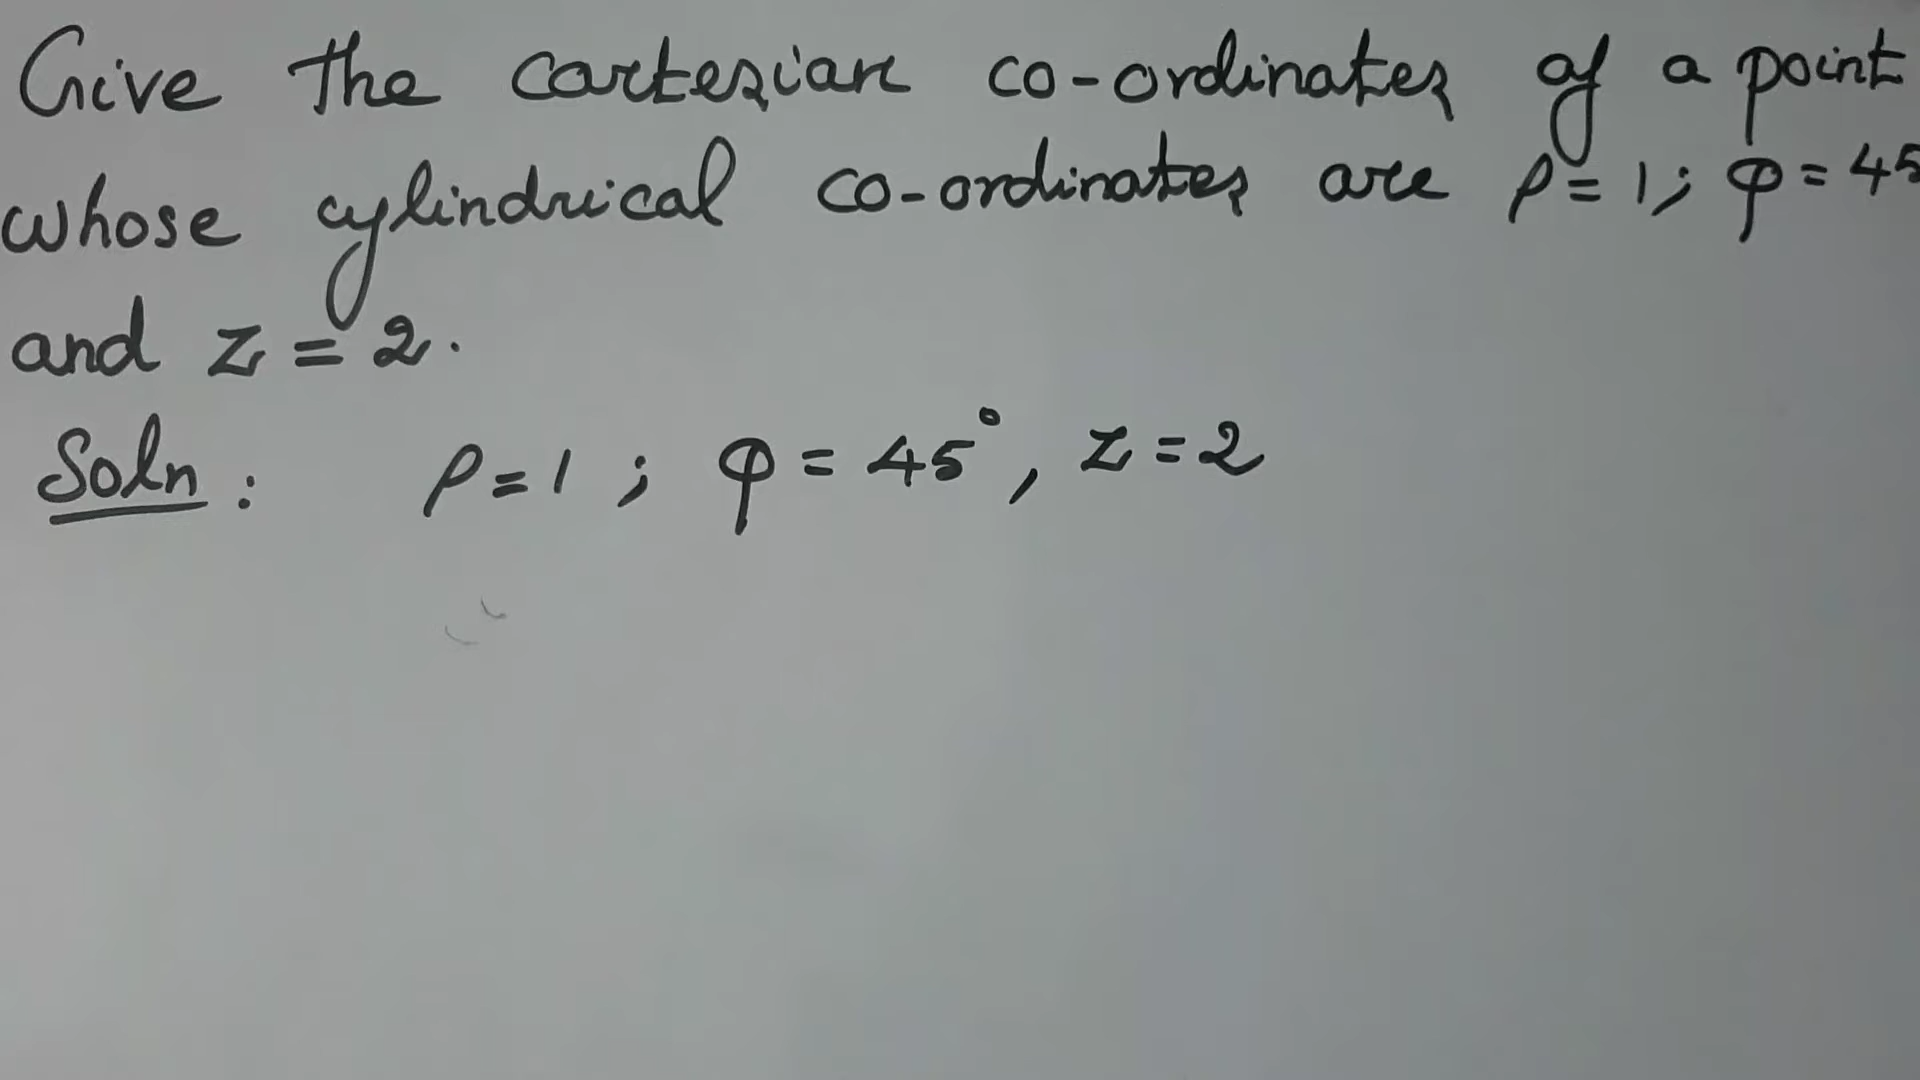 Give the cartesian co-ordinates of a point
whose cylindrical co-ordinates are ρ=1; φ=45
and z=2.
Soln: ρ=1; φ=45°, z=2